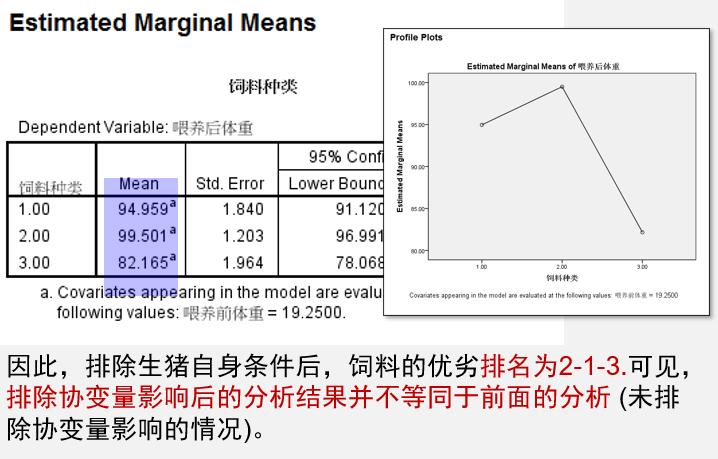 Estimated Marginal Means
饲料种类
Dependent Variable: 喂养后体重
95% Confi
饲料种类 Mean Std. Error Lower Bounc
1.00 94.959a 1.840 91.120
2.00 99.501a 1.203 96.991
3.00 82.165a 1.964 78.068
a. Covariates appearing in the model are evalu
following values: 喂养前体重 = 19.2500.
Profile Plots
Estimated Marginal Means of 喂养后体重
Estimated Marginal Means
100.00
95.00
90.00
85.00
80.00
1.00 2.00 3.00
饲料种类
Covariates appearing in the model are evaluated at the following values: 喂养前体重 = 19.2500
因此，排除生猪自身条件后，饲料的优劣排名为2-1-3.可见，
排除协变量影响后的分析结果并不等同于前面的分析 (未排
除协变量影响的情况)。